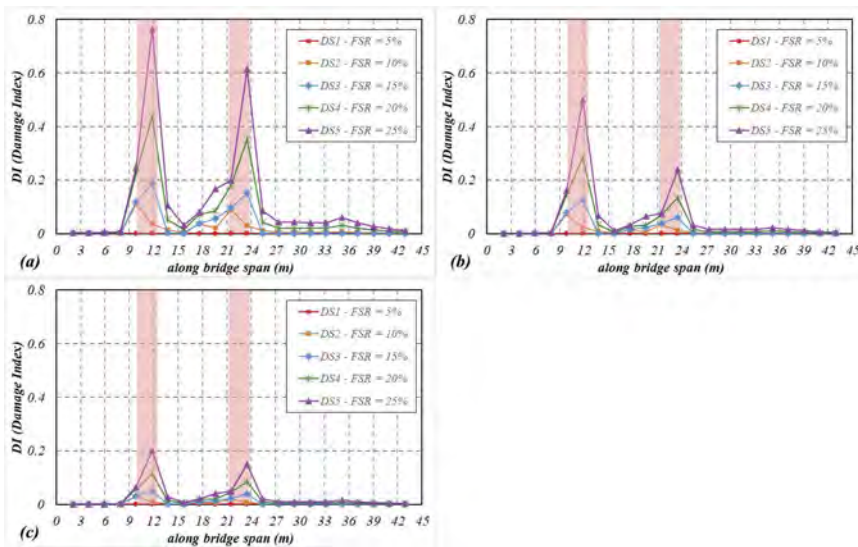 0.8
0.6
0.4
0.2
0
DI (Damage Index)
DS1 - FSR = 5%
DS2 - FSR = 10%
DS3 - FSR = 15%
DS4 - FSR = 20%
DS5 - FSR = 25%
0 3 6 9 12 15 18 21 24 27 30 33 36 39 42 45
along bridge span (m)
(a)
0.8
0.6
0.4
0.2
0
DI (Damage Index)
DS1 - FSR = 5%
DS2 - FSR = 10%
DS3 - FSR = 15%
DS4 - FSR = 20%
DS5 - FSR = 25%
0 3 6 9 12 15 18 21 24 27 30 33 36 39 42 45
along bridge span (m)
(b)
0.8
0.6
0.4
0.2
0
DI (Damage Index)
DS1 - FSR = 5%
DS2 - FSR = 10%
DS3 - FSR = 15%
DS4 - FSR = 20%
DS5 - FSR = 25%
0 3 6 9 12 15 18 21 24 27 30 33 36 39 42 45
along bridge span (m)
(c)